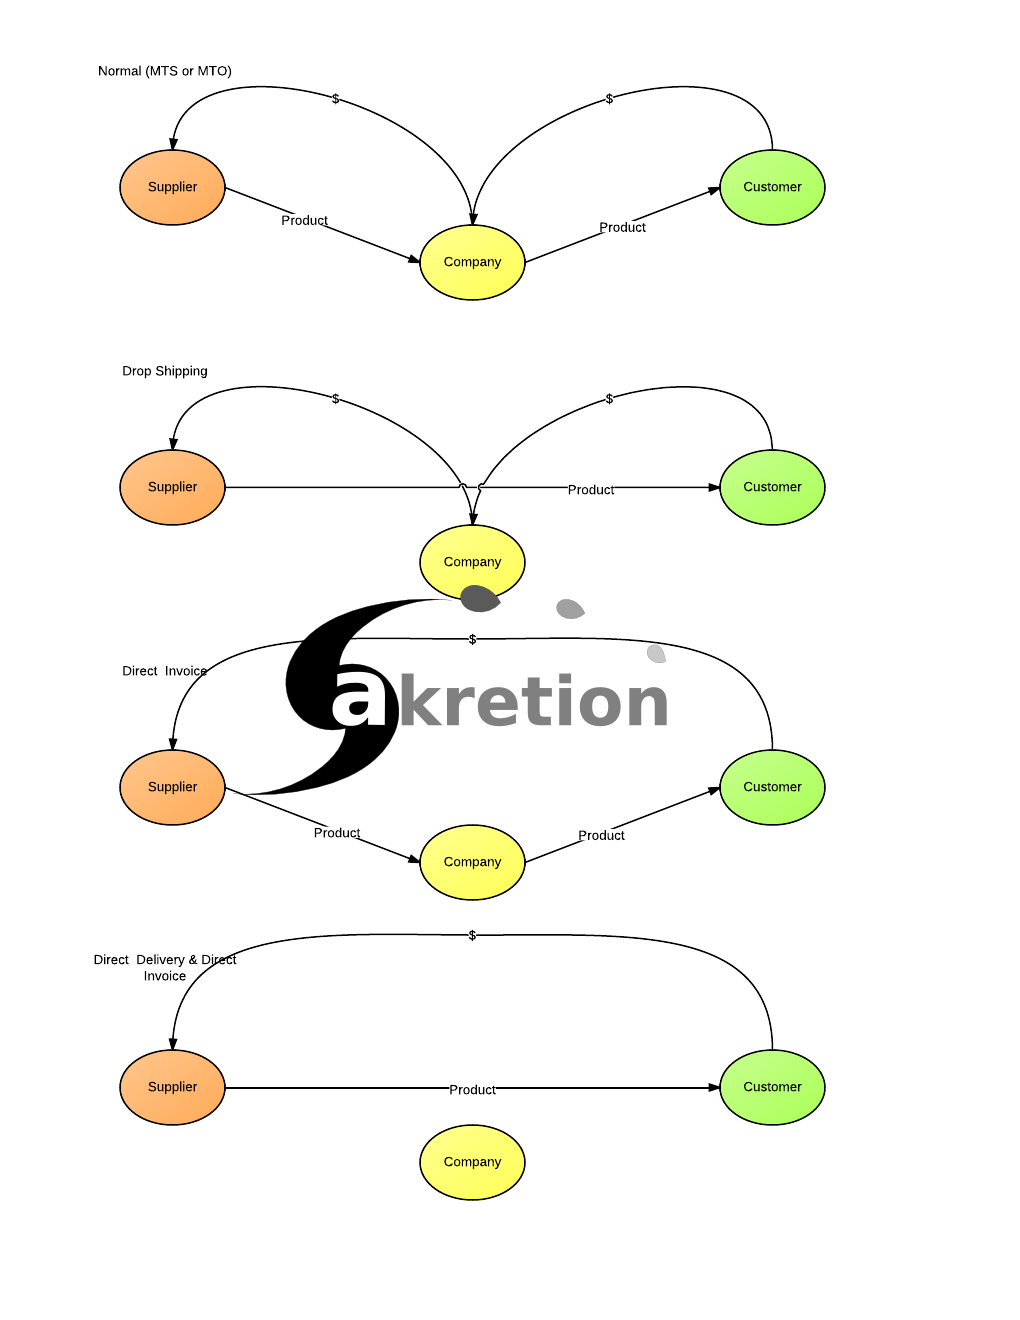 Normal (MTS or MTO)
$ $
Supplier Customer
Product Product
Company
Drop Shipping
$ $
Supplier Product Customer
Company
$
Direct Invoice
akretion
Supplier Customer
Product Product
Company
$
Direct Delivery & Direct
Invoice
Supplier Product Customer
Company